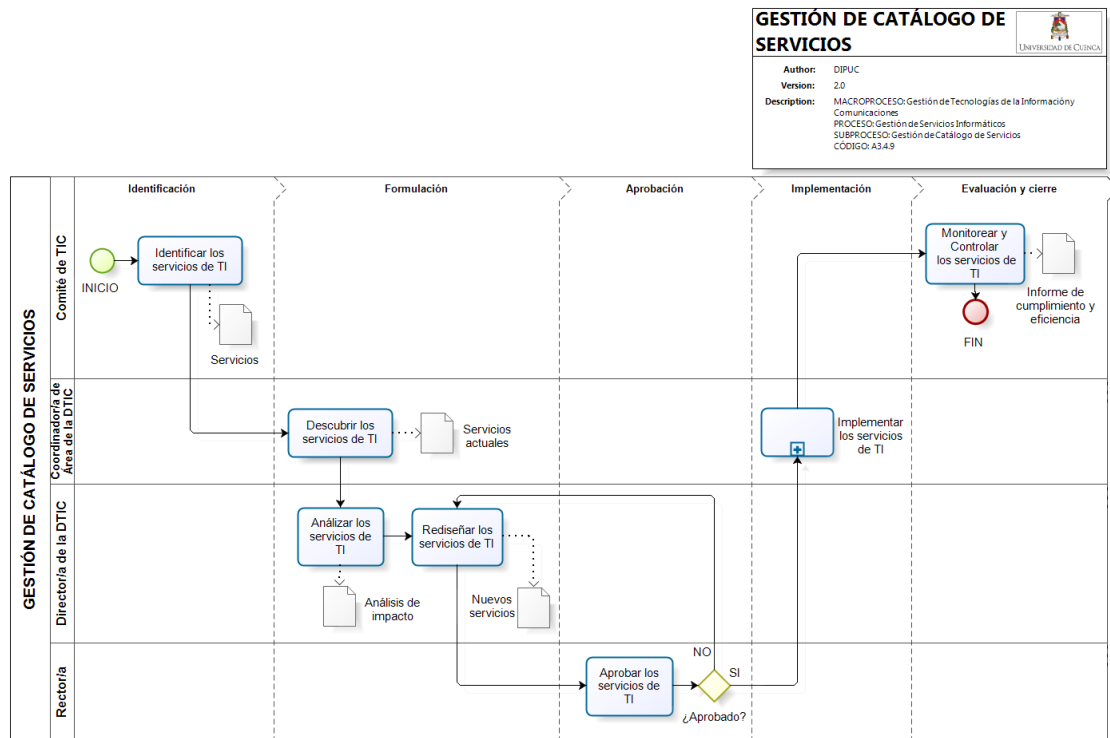 GESTIÓN DE CATÁLOGO DE
SERVICIOS
UNIVERSIDAD DE CUENCA
Author: DIPUC
Version: 2.0
Description: MACROPROCESO: Gestión de Tecnologías de la Información y
Comunicaciones
PROCESO: Gestión de Servicios Informáticos
SUBPROCESO: Gestión de Catálogo de Servicios
CÓDIGO: A3.4.9
GESTIÓN DE CATÁLOGO DE SERVICIOS
Identificación
Formulación
Aprobación
Implementación
Evaluación y cierre
Comité de TIC
INICIO
Identificar los
servicios de TI
Servicios
Monitorear y
Controlar
los servicios de
TI
Informe de
cumplimiento y
eficiencia
FIN
Coordinador/a de
Área de la DTIC
Descubrir los
servicios de TI
Servicios
actuales
Implementar
los servicios
de TI
Director/a de la DTIC
Análizar los
servicios de
TI
Rediseñar los
servicios de TI
Análisis de
impacto
Nuevos
servicios
Rector/a
Aprobar los
servicios de
TI
NO
SI
¿Aprobado?